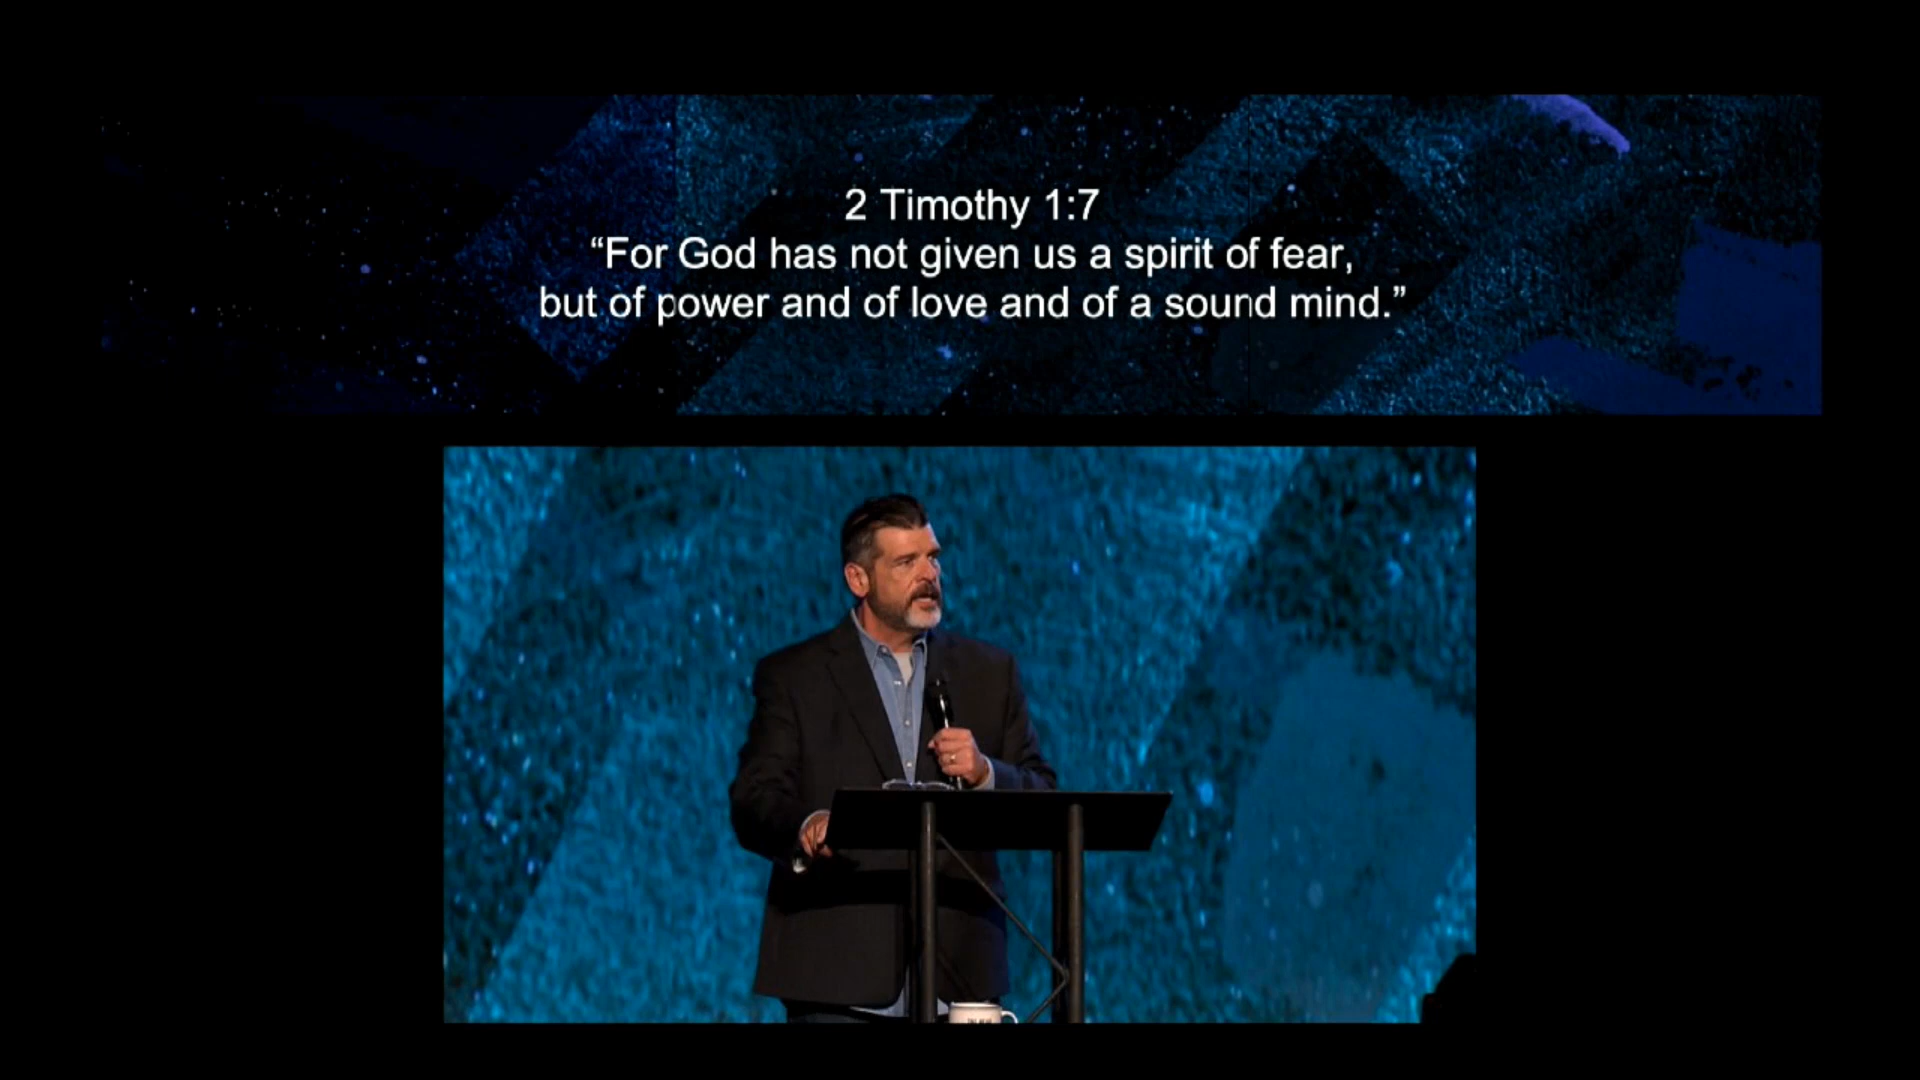 2 Timothy 1:7
“For God has not given us a spirit of fear,
but of power and of love and of a sound mind.”